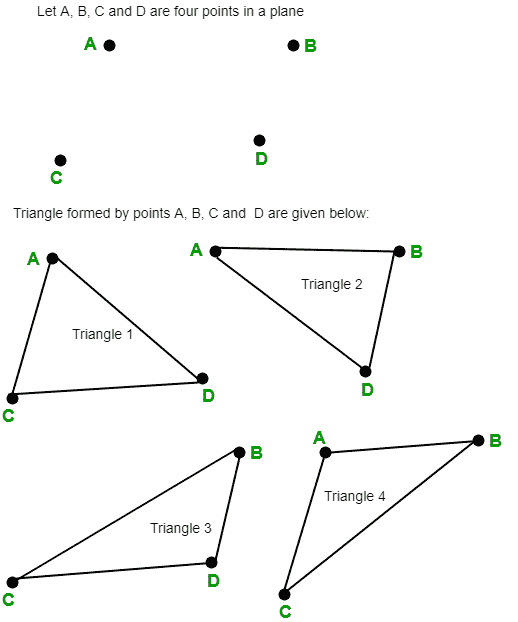 Let A, B, C and D are four points in a plane
A
B
D
C
Triangle formed by points A, B, C and D are given below:
A
Triangle 1
D
C
A
B
Triangle 2
D
B
Triangle 3
D
C
A
B
Triangle 4
C